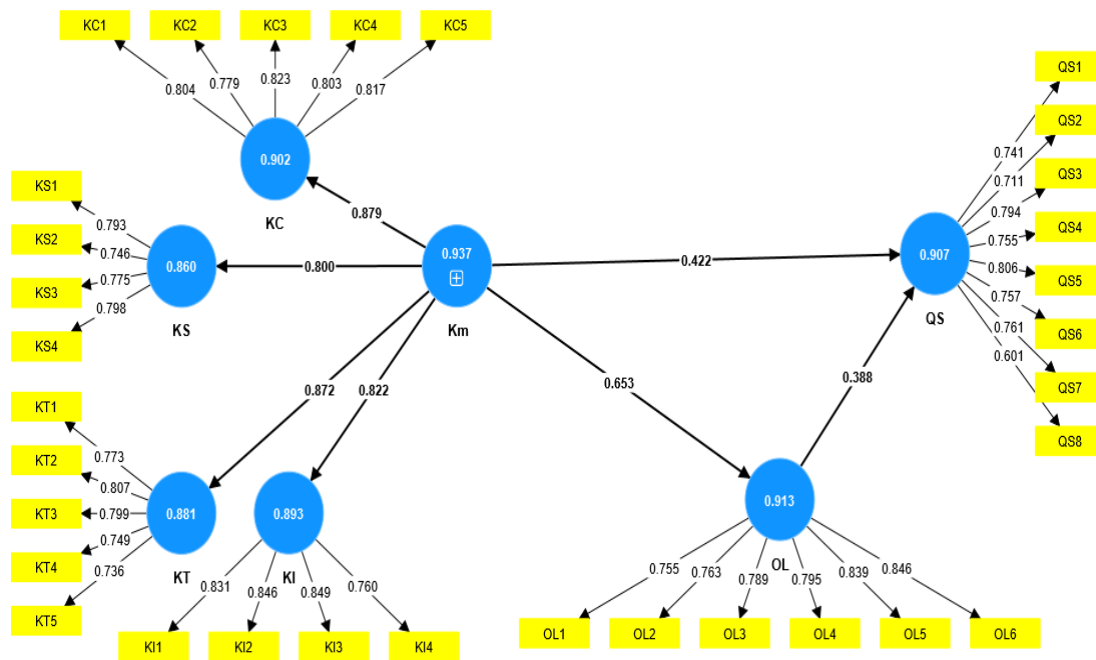 KC1 KC2 KC3 KC4 KC5
0.804 0.779 0.823 0.803 0.817
0.902
KC
KS1
KS2
KS3
KS4
0.793
0.746
0.775
0.798
0.860
KS
0.879
0.800
0.937
Km
0.422
0.872
0.822
0.653
0.388
QS1
QS2
QS3
QS4
QS5
QS6
QS7
QS8
0.741
0.711
0.794
0.755
0.806
0.757
0.761
0.601
0.907
QS
KT1
KT2
KT3
KT4
KT5
0.773
0.807
0.799
0.749
0.736
0.881
KT
0.893
KI
0.831 0.846 0.849 0.760
KI1 KI2 KI3 KI4
0.913
OL
0.755 0.763 0.789 0.795 0.839 0.846
OL1 OL2 OL3 OL4 OL5 OL6